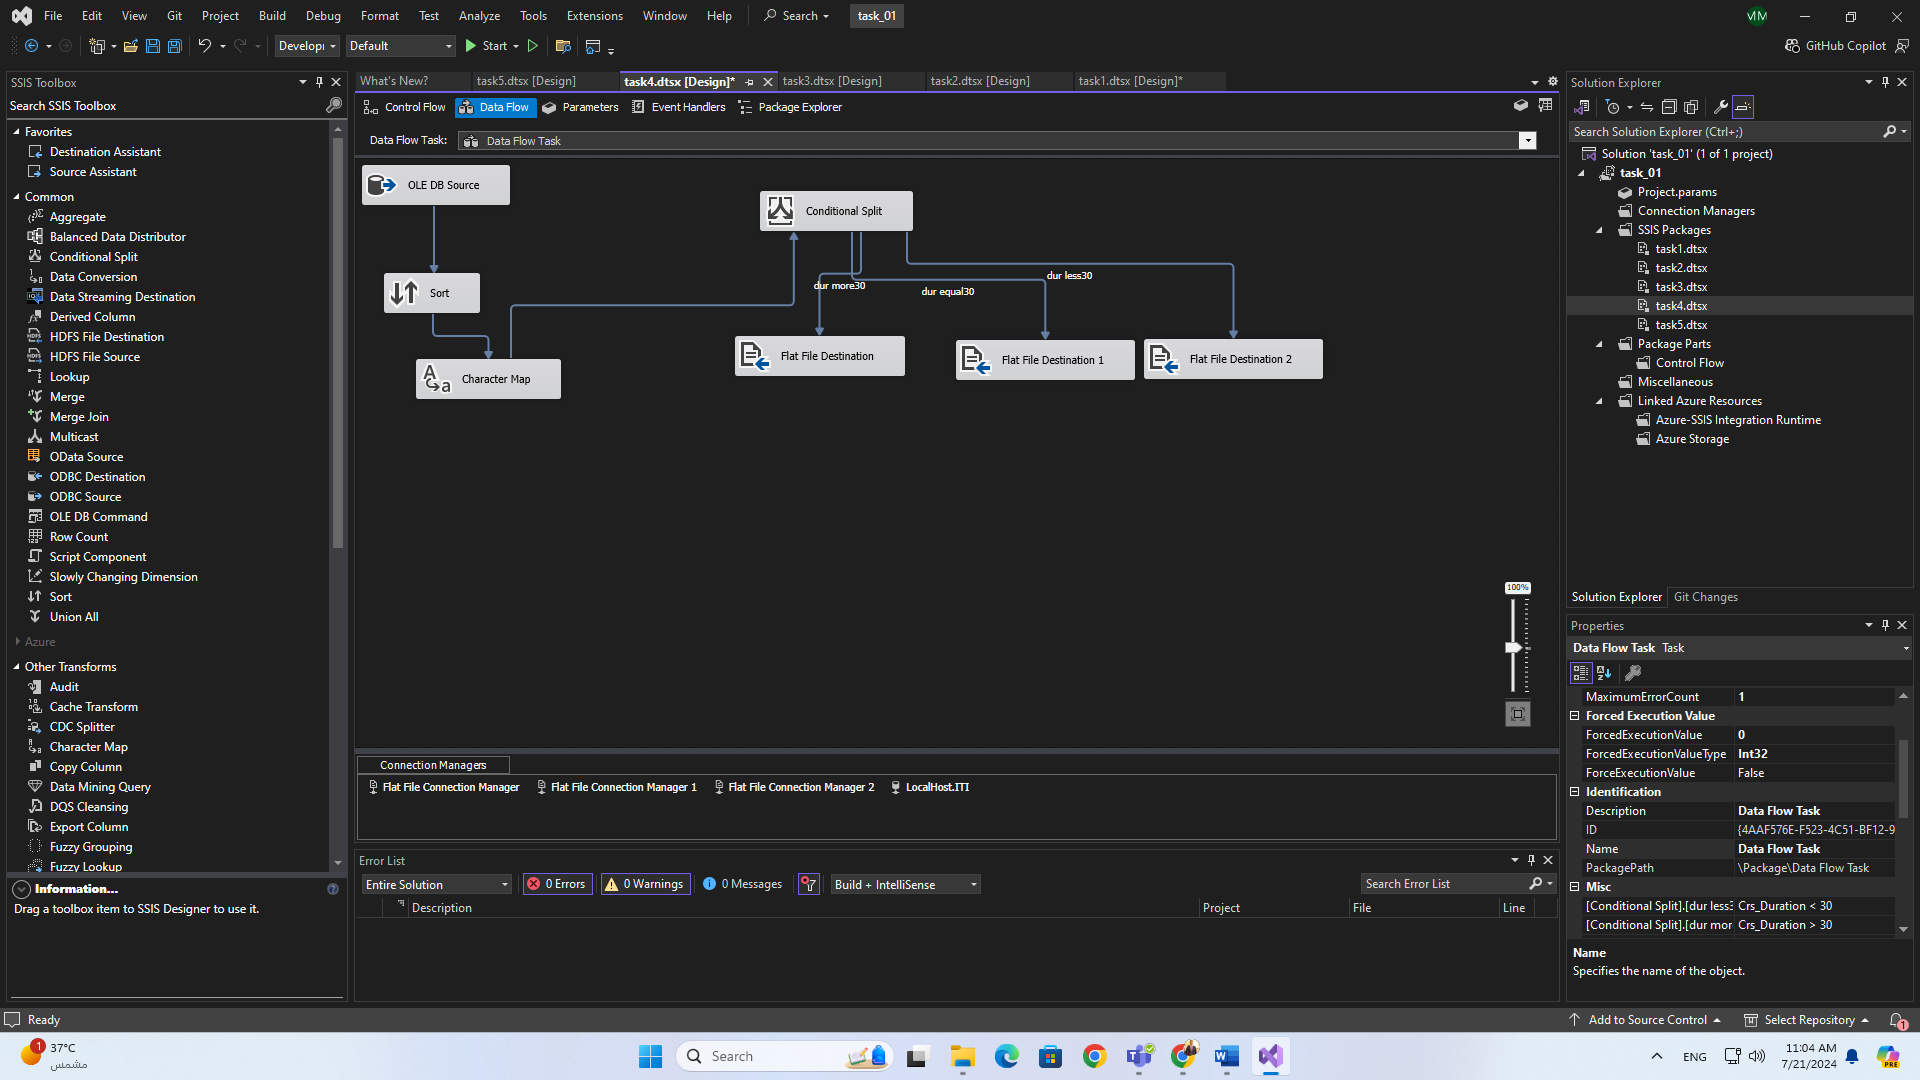 File Edit View Git Project Build Debug Format Test Analyze Tools Extensions Window Help Search task_01 MM
Default Start GitHub Copilot
SSIS Toolbox
Search SSIS Toolbox
Favorites
Destination Assistant
Source Assistant
Common
Aggregate
Balanced Data Distributor
Conditional Split
Data Conversion
Data Streaming Destination
Derived Column
HDFS File Destination
HDFS File Source
Lookup
Merge
Merge Join
Multicast
OData Source
ODBC Destination
ODBC Source
OLE DB Command
Row Count
Script Component
Slowly Changing Dimension
Sort
Union All
Azure
Other Transforms
Audit
Cache Transform
CDC Splitter
Character Map
Copy Column
Data Mining Query
DQS Cleansing
Export Column
Fuzzy Grouping
Fuzzy Lookup
Information...
Drag a toolbox item to SSIS Designer to use it.
What's New? task5.dtsx [Design] task4.dtsx [Design]* task3.dtsx [Design] task2.dtsx [Design] task1.dtsx [Design]*
Control Flow Data Flow Parameters Event Handlers Package Explorer
Data Flow Task: Data Flow Task
OLE DB Source
Conditional Split
dur less30
dur more30
dur equal30
Sort
Flat File Destination
Flat File Destination 1
Flat File Destination 2
Character Map
100%
Connection Managers
Flat File Connection Manager Flat File Connection Manager 1 Flat File Connection Manager 2 LocalHost.ITI
Error List
Entire Solution 0 Errors 0 Warnings 0 Messages Build + IntelliSense Search Error List
Description Project File Line
Solution Explorer
Search Solution Explorer (Ctrl+;)
Solution 'task_01' (1 of 1 project)
task_01
Project.params
Connection Managers
SSIS Packages
task1.dtsx
task2.dtsx
task3.dtsx
task4.dtsx
task5.dtsx
Package Parts
Control Flow
Miscellaneous
Linked Azure Resources
Azure-SSIS Integration Runtime
Azure Storage
Solution Explorer Git Changes
Properties
Data Flow Task Task
MaximumErrorCount 1
Forced Execution Value
ForcedExecutionValue 0
ForcedExecutionValueType Int32
ForceExecutionValue False
Identification
Description Data Flow Task
ID {4AAF576E-F523-4C51-BF12-9
Name Data Flow Task
PackagePath \Package\Data Flow Task
Misc
[Conditional Split].[dur less3 Crs_Duration < 30
[Conditional Split].[dur mor Crs_Duration > 30
Name
Specifies the name of the object.
Ready Add to Source Control Select Repository 1
1 37°C
مشمس
Search
ENG
11:04 AM
7/21/2024
PRE